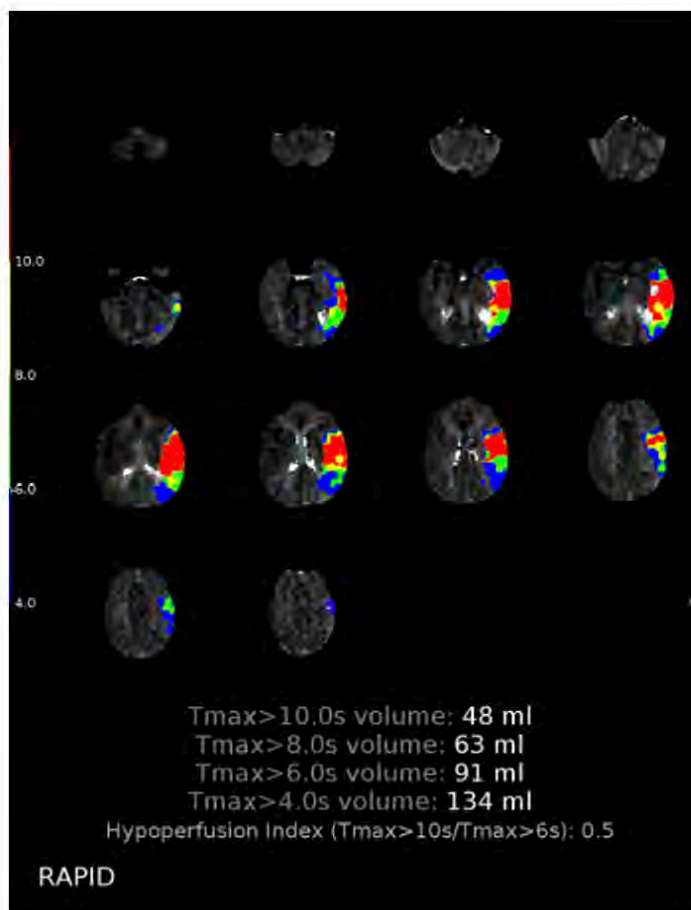 10.0
8.0
6.0
4.0
Tmax>10.0s volume: 48 ml
Tmax>8.0s volume: 63 ml
Tmax>6.0s volume: 91 ml
Tmax>4.0s volume: 134 ml
Hypoperfusion Index (Tmax>10s/Tmax>6s): 0.5
RAPID